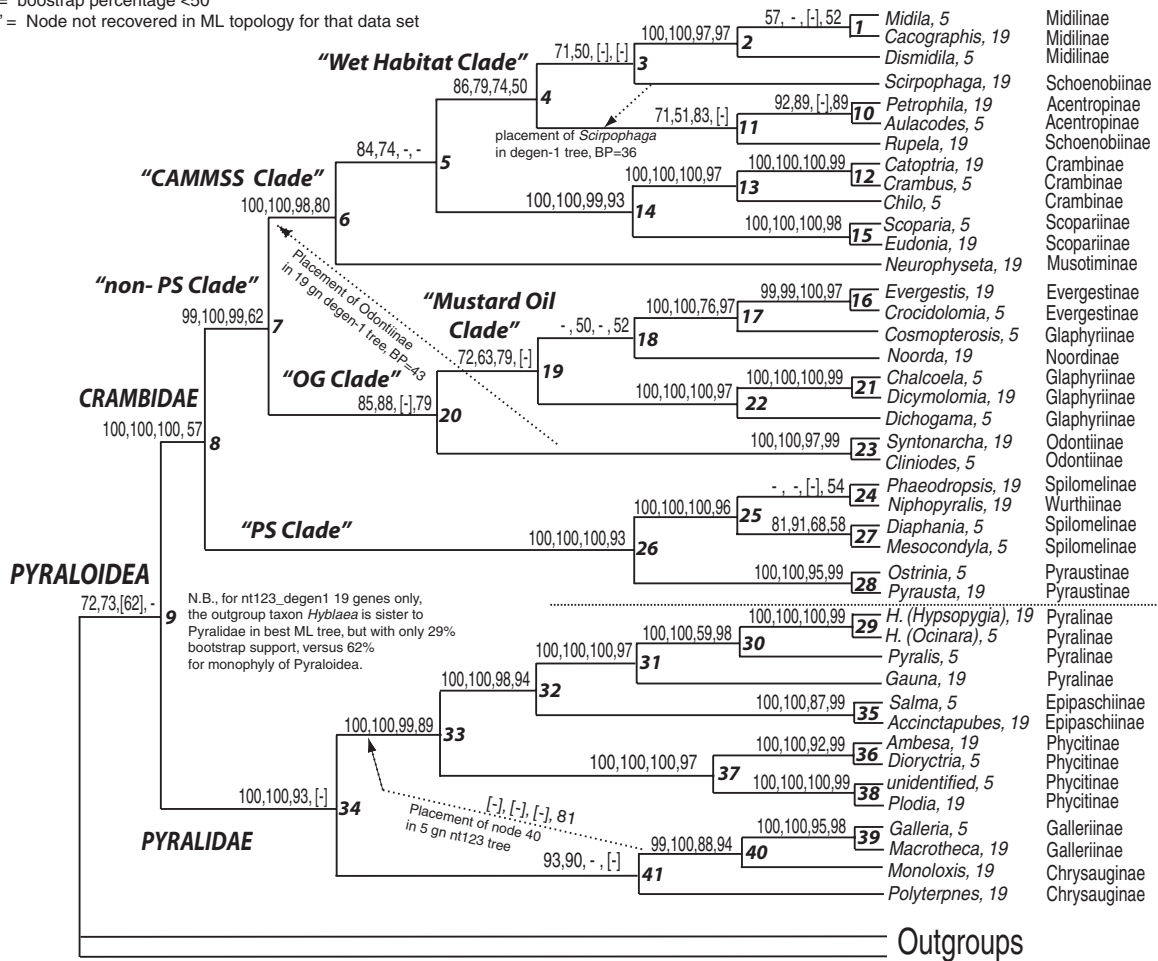 = boostrap percentage <50
' = Node not recovered in ML topology for that data set
57, - , [-], 52
1
Midila, 5 Midilinae
Cacographis, 19 Midilinae
100,100,97,97
2
Dismidila, 5 Midilinae
71,50, [-], [-]
3
"Wet Habitat Clade"
Scirpophaga, 19 Schoenobiinae
86,79,74,50
4
92,89, [-],89
10
Petrophila, 19 Acentropinae
Aulacodes, 5 Acentropinae
71,51,83, [-]
11
Rupela, 19 Schoenobiinae
placement of Scirpophaga
in degen-1 tree, BP=36
84,74, -, -
5
100,100,100,99
12
Catoptria, 19 Crambinae
Crambus, 5 Crambinae
100,100,100,97
13
Chilo, 5 Crambinae
100,100,99,93
14
100,100,100,98
15
Scoparia, 5 Scopariinae
Eudonia, 19 Scopariinae
"CAMMSS Clade"
100,100,98,80
6
Neurophyseta, 19 Musotiminae
Placement of Odontiinae
in 19 gn degen-1 tree, BP=43
"non- PS Clade"
99,100,99,62
7
"Mustard Oil
Clade"
99,99,100,97
16
Evergestis, 19 Evergestinae
Crocidolomia, 5 Evergestinae
100,100,76,97
17
Cosmopterosis, 5 Glaphyriinae
- , 50, - , 52
18
Noorda, 19 Noordinae
72,63,79, [-]
19
100,100,100,99
21
Chalcoela, 5 Glaphyriinae
Dicymolomia, 19 Glaphyriinae
100,100,100,97
22
Dichogama, 5 Glaphyriinae
"OG Clade"
85,88, [-],79
20
100,100,97,99
23
Syntonarcha, 19 Odontiinae
Cliniodes, 5 Odontiinae
CRAMBIDAE
100,100,100, 57
8
- , -, [-], 54
24
Phaeodropsis, 19 Spilomelinae
Niphopyralis, 19 Wurthiinae
100,100,100,96
25
81,91,68,58
27
Diaphania, 5 Spilomelinae
Mesocondyla, 5 Spilomelinae
"PS Clade"
100,100,100,93
26
100,100,95,99
28
Ostrinia, 5 Pyraustinae
Pyrausta, 19 Pyraustinae
PYRALOIDEA
72,73,[62], -
9
N.B., for nt123_degen1 19 genes only,
the outgroup taxon Hyblaea is sister to
Pyralidae in best ML tree, but with only 29%
bootstrap support, versus 62%
for monophyly of Pyraloidea.
100,100,100,99
29
H. (Hypsopygia), 19 Pyralinae
H. (Ocinara), 5 Pyralinae
100,100,59,98
30
Pyralis, 5 Pyralinae
100,100,100,97
31
Gauna, 19 Pyralinae
100,100,98,94
32
100,100,87,99
35
Salma, 5 Epipaschiinae
Accinctapubes, 19 Epipaschiinae
100,100,99,89
33
100,100,92,99
36
Ambesa, 19 Phycitinae
Dioryctria, 5 Phycitinae
100,100,100,97
37
100,100,100,99
38
unidentified, 5 Phycitinae
Plodia, 19 Phycitinae
100,100,93, [-]
34
PYRALIDAE
[-], [-], [-], 81
Placement of node 40
in 5 gn nt123 tree
100,100,95,98
39
Galleria, 5 Galleriinae
Macrotheca, 19 Galleriinae
99,100,88,94
40
Monoloxis, 19 Chrysauginae
93,90, - , [-]
41
Polyterpnes, 19 Chrysauginae
Outgroups